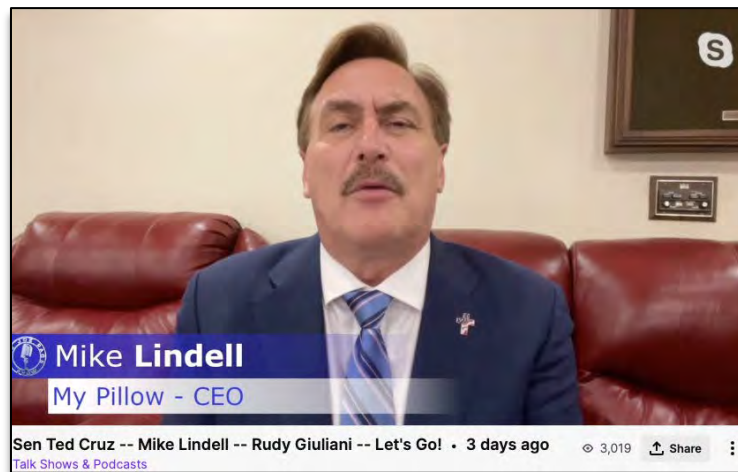 S
Mike Lindell
My Pillow - CEO
Sen Ted Cruz -- Mike Lindell -- Rudy Giuliani -- Let's Go! • 3 days ago
3,019
Share
Talk Shows & Podcasts